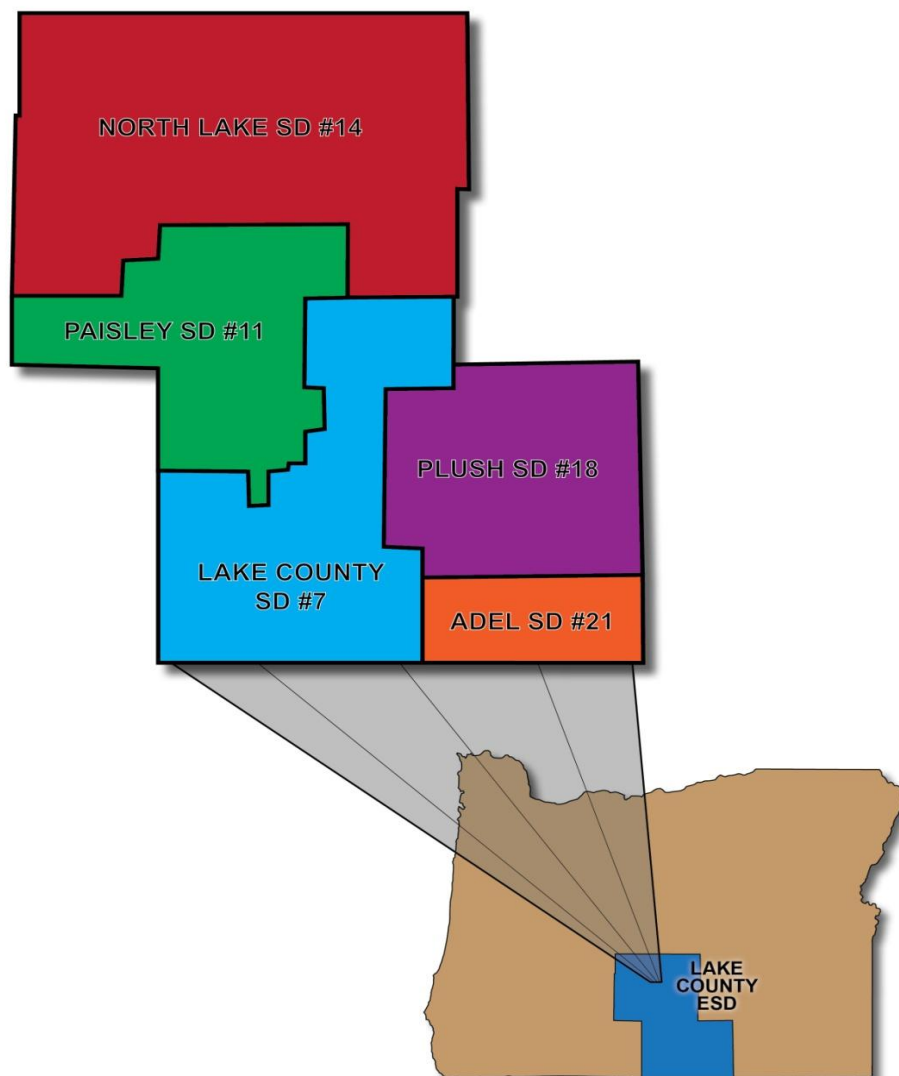 NORTH LAKE SD #14
PAISLEY SD #11
PLUSH SD #18
LAKE COUNTY
SD #7
ADEL SD #21
LAKE
COUNTY
ESD